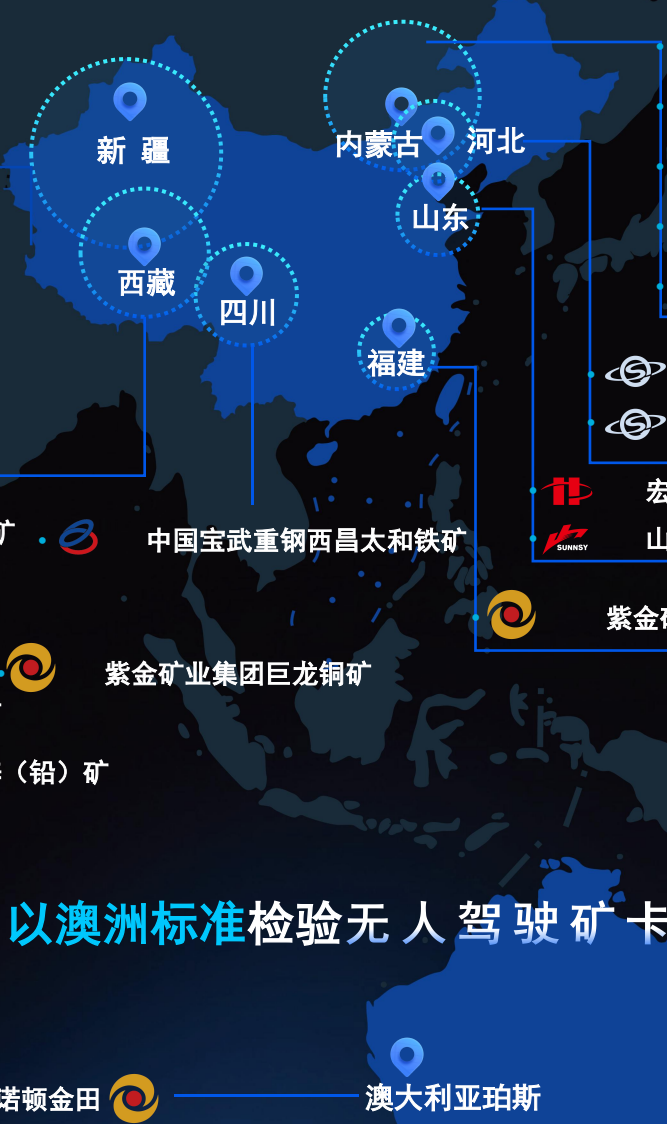 新 疆
内蒙古
河北
山东
西藏
四川
福建
宏
矿
中国宝武重钢西昌太和铁矿
SUNNSY
山
紫金矿
紫金矿业集团巨龙铜矿
（铅）矿
以澳洲标准检验无人驾驶矿卡
诺顿金田
澳大利亚珀斯